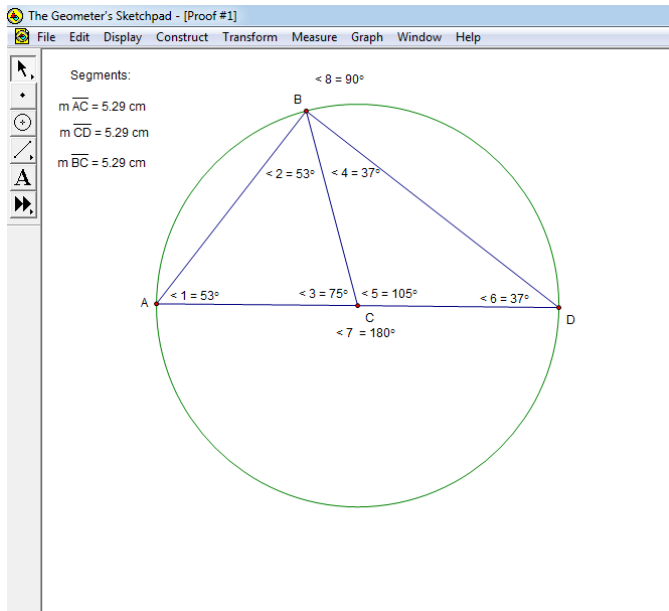 The Geometer's Sketchpad - [Proof #1]
File Edit Display Construct Transform Measure Graph Window Help
Segments:
m AC = 5.29 cm
m CD = 5.29 cm
m BC = 5.29 cm
A
< 8 = 90°
B
< 2 = 53° < 4 = 37°
A < 1 = 53° < 3 = 75° < 5 = 105° < 6 = 37°
C D
< 7 = 180°